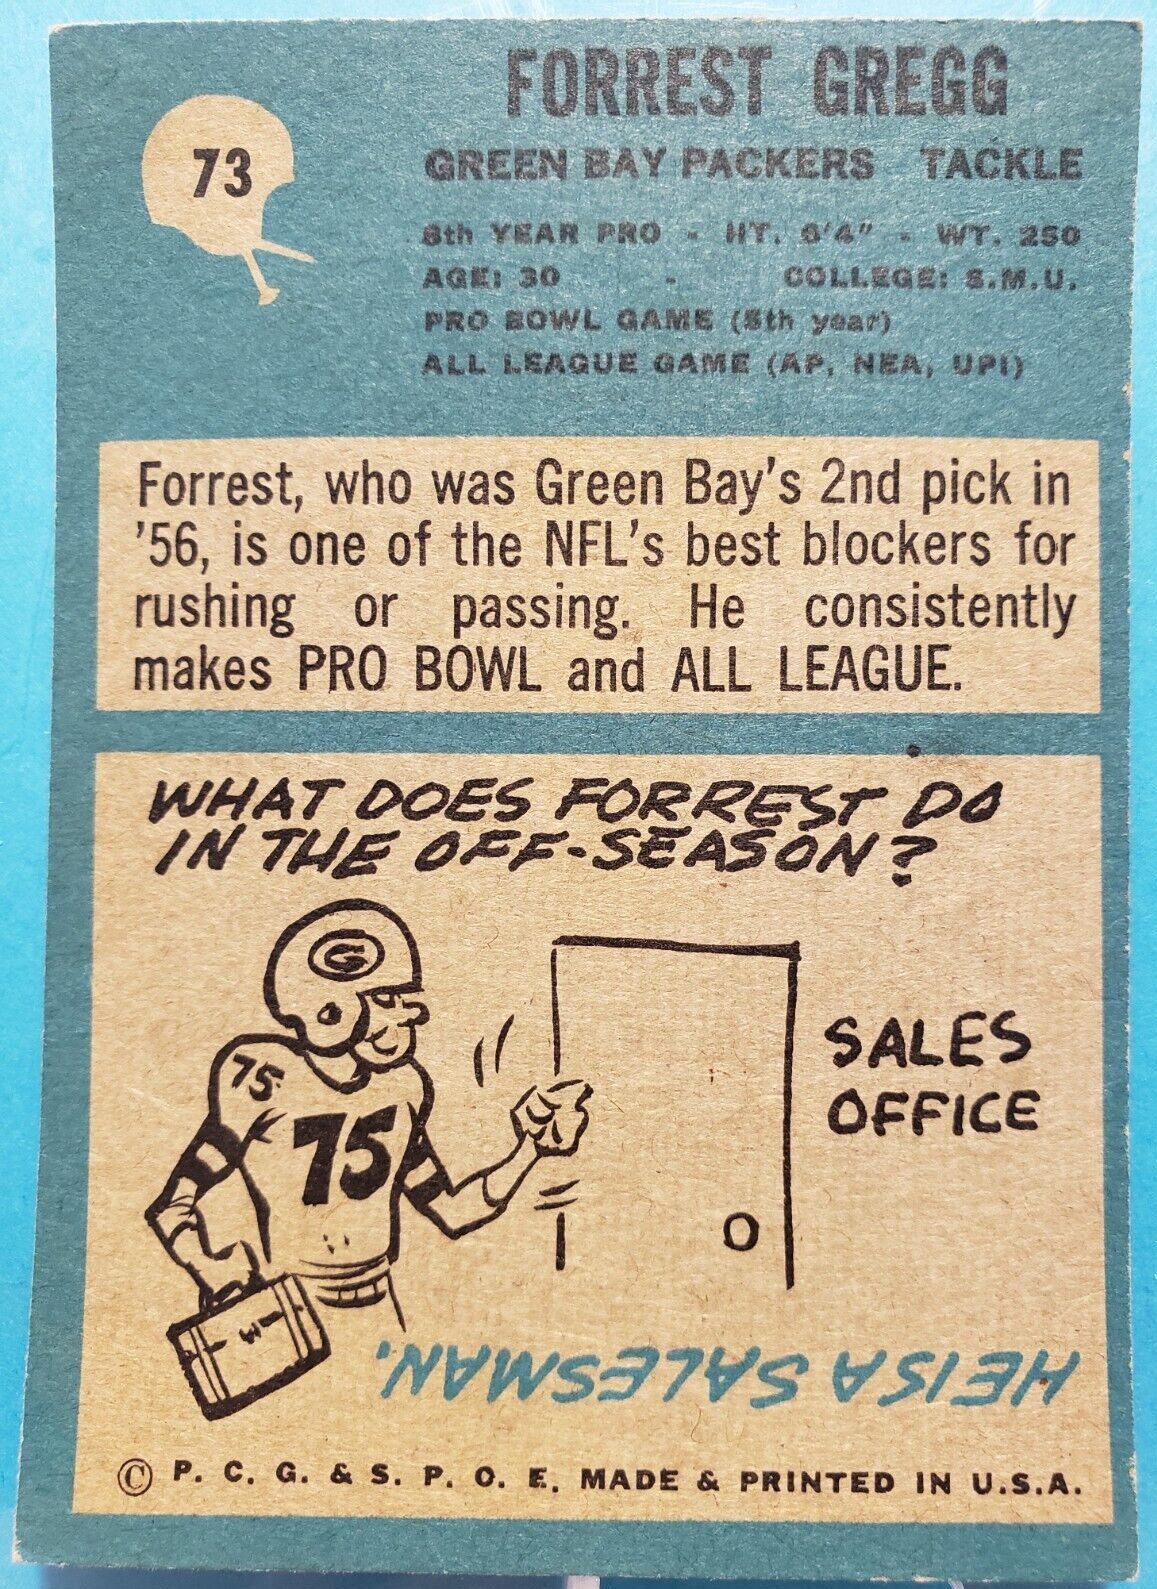 73
FORREST GREGG
GREEN BAY PACKERS TACKLE
8th YEAR PRO - HT. 6'4" - WT. 250
AGE: 30 - COLLEGE: S.M.U.
PRO BOWL GAME (5th year)
ALL LEAGUE GAME (AP, NEA, UPI)
Forrest, who was Green Bay's 2nd pick in
'56, is one of the NFL's best blockers for
rushing or passing. He consistently
makes PRO BOWL and ALL LEAGUE.
WHAT DOES FORREST DO
IN THE OFF-SEASON?
G
75
75
SALES
OFFICE
HE IS A SALESMAN.
© P. C. G. & S. P. O. E. MADE & PRINTED IN U.S.A.